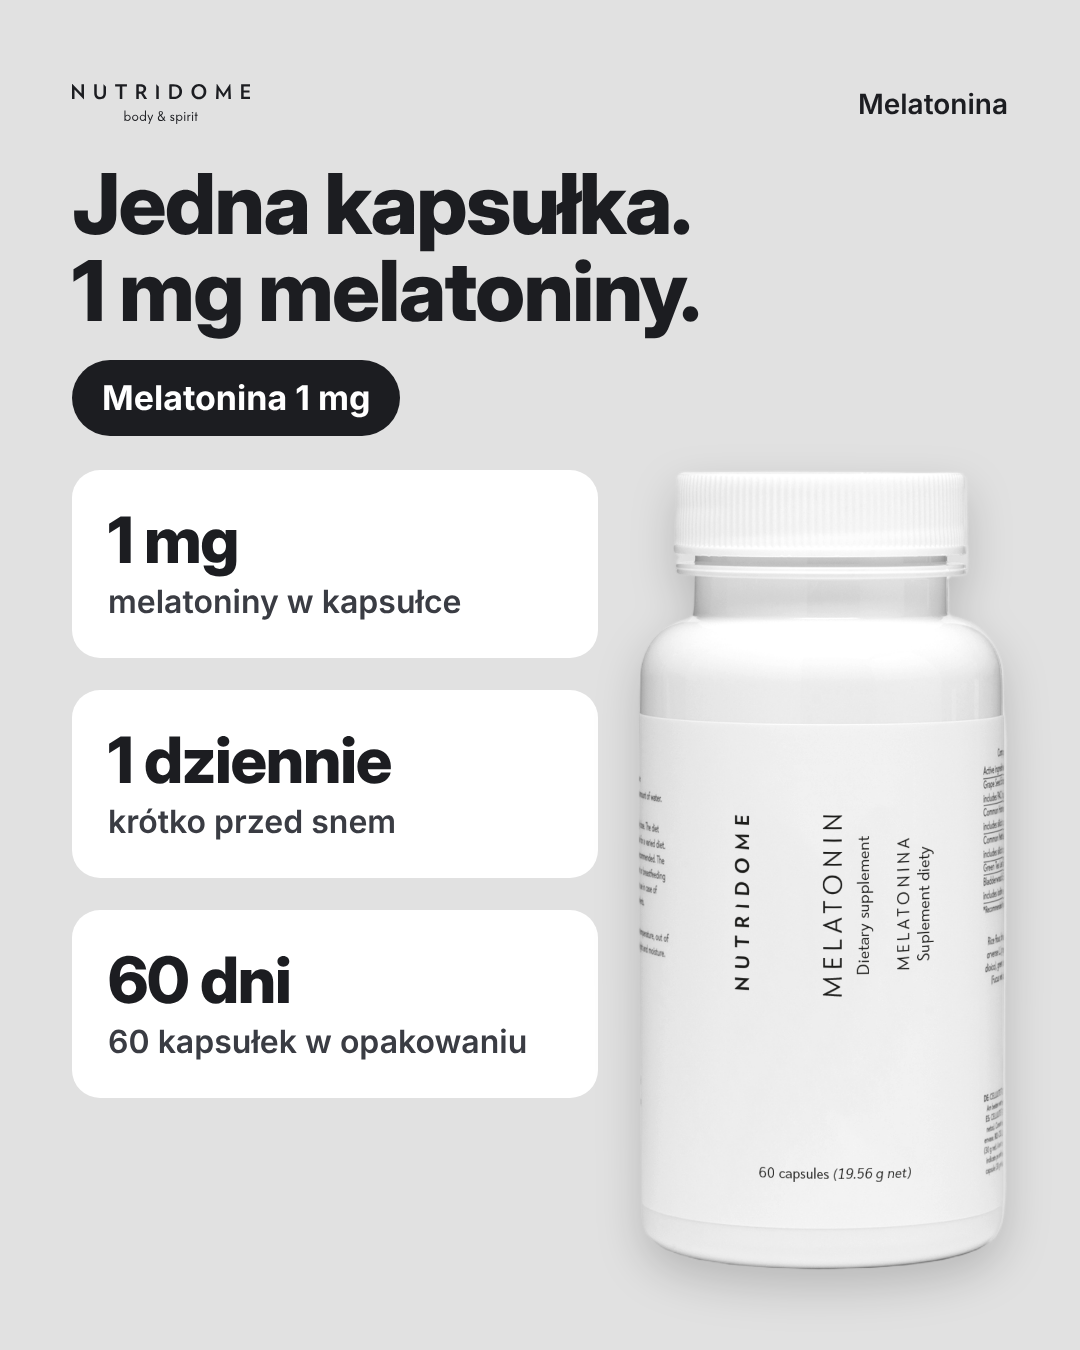 NUTRIDOME
body & spirit
Melatonina
Jedna kapsułka.
1 mg melatoniny.
Melatonina 1 mg
1 mg
melatoniny w kapsułce
1 dziennie
krótko przed snem
60 dni
60 kapsułek w opakowaniu
NUTRIDOME
MELATONIN
Dietary supplement
MELATONINA
Suplement diety
60 capsules (19.56 g net)